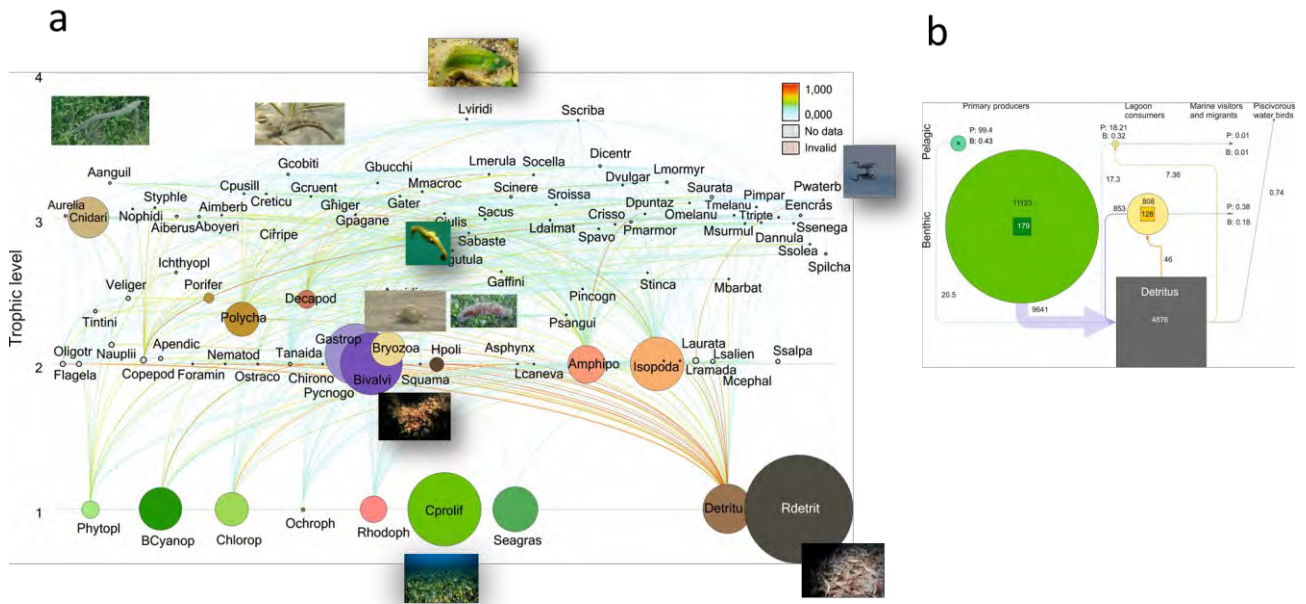 a
b
4
3
2
1
Trophic level
1,000
0,000
No data
Invalid
Lviridi
Sscriba
Aanguil
Gcobiti
Gbucchi
Lmerula
Socella
Dicentr
Lmormyr
Aurelia
Cnidari
Styphle
Cpusill
Creticu
Gcruent
Ghiger
Mmacroc
Gater
Scinere
Dvulgar
Sroissa
Saurata
Pimpar
Pwaterb
Nophidi
Aimberb
Aiberus
Aboyeri
Cifripe
Gpagane
Sacus
Dpuntaz
Crisso
Omelanu
Tmelanu
Ttripte
Eencras
Ssenega
Ldalmat
Spavo
Pmarmor
Msurmul
Dannula
Ssolea
Spilcha
Sabaste
Ichthyopl
Veliger
Porifer
Decapod
Gaffini
Stinca
Mbarbat
Pincogn
Tintini
Polycha
Psangui
Oligotr
Nauplii
Apendic
Gastrop
Bryozoa
Hpoli
Asphynx
Laurata
Lsalien
Ssalpa
Flagela
Copepod
Foramin
Nematod
Ostraco
Tanaida
Chirono
Pycnogo
Bivalvi
Squama
Lcaneva
Amphipo
Isopoda
Lramada
Mcephal
Phytopl
BCyanop
Chlorop
Ochroph
Rhodoph
Cprolif
Seagras
Detritu
Rdetrit
Primary producers
Lagoon
consumers
Marine visitors
and migrants
Piscivorous
water birds
Pelagic
Benthic
P: 99.4
B: 0.43
P: 18.21
B: 0.32
P: 0.01
B: 0.01
17.3
7.36
0.74
11123
179
853
808
128
P: 0.38
B: 0.18
46
20.5
9641
Detritus
4876